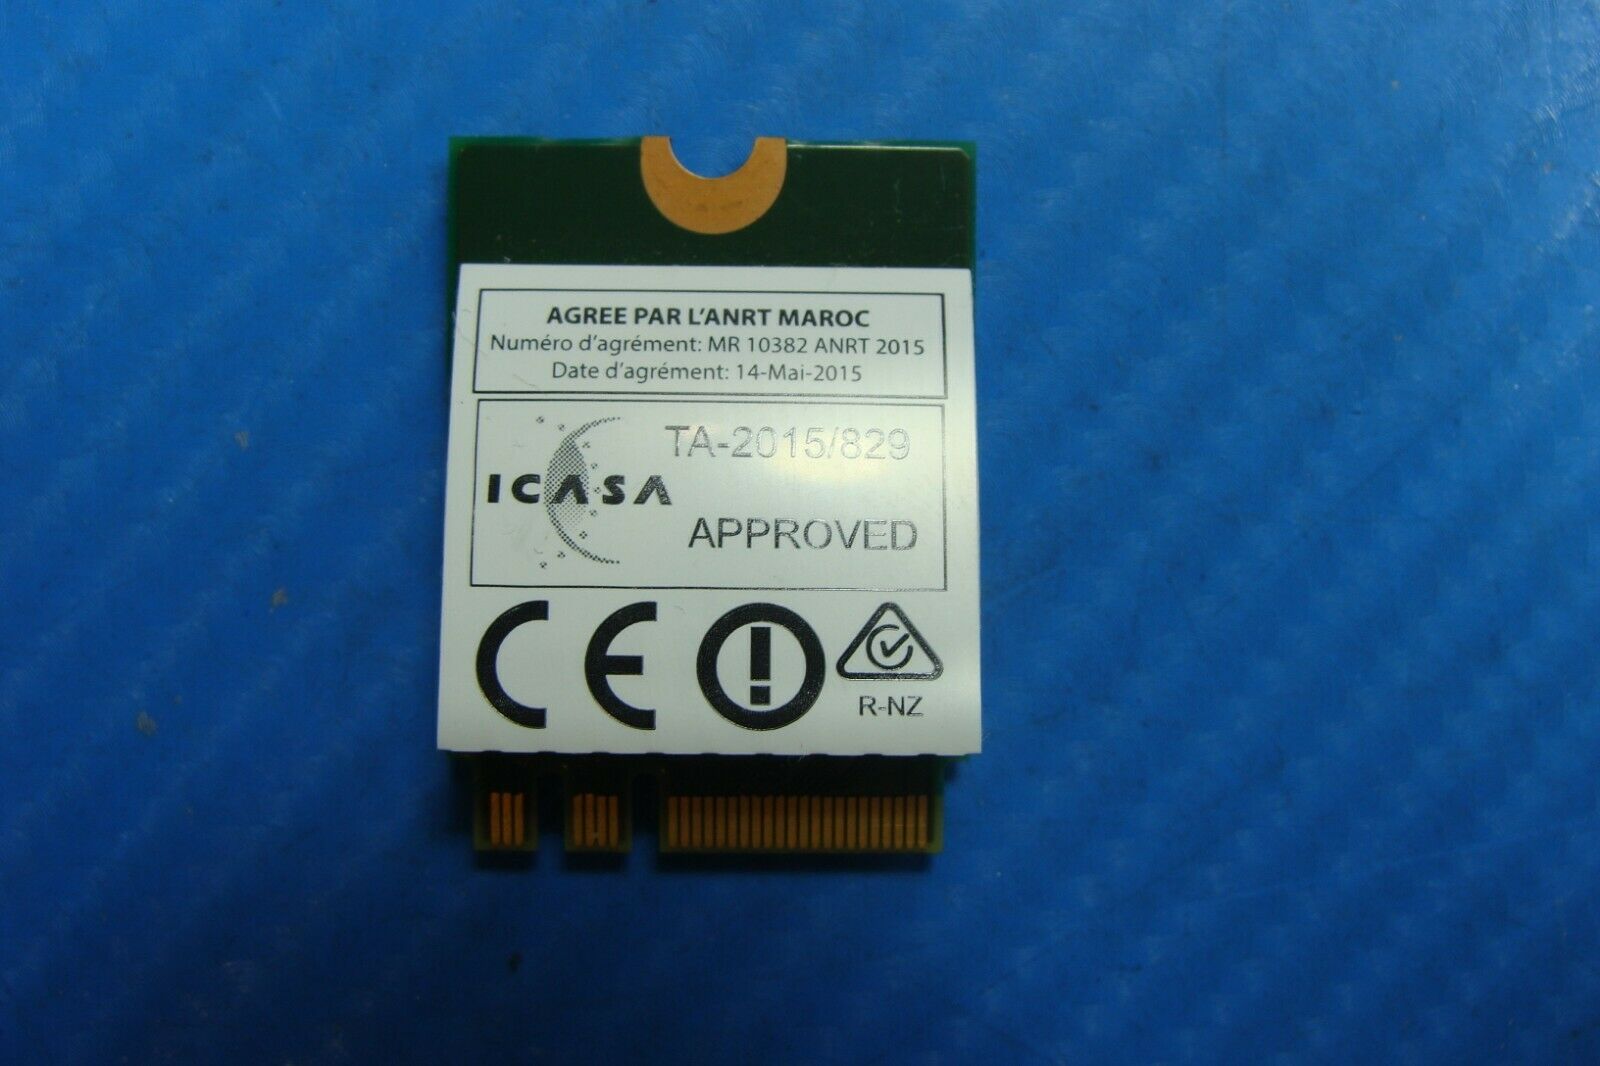 AGREE PAR L'ANRT MAROC
Numéro d'agrément: MR 10382 ANRT 2015
Date d'agrément: 14-Mai-2015
TA-2015/829
ICASA
APPROVED
CE
R-NZ